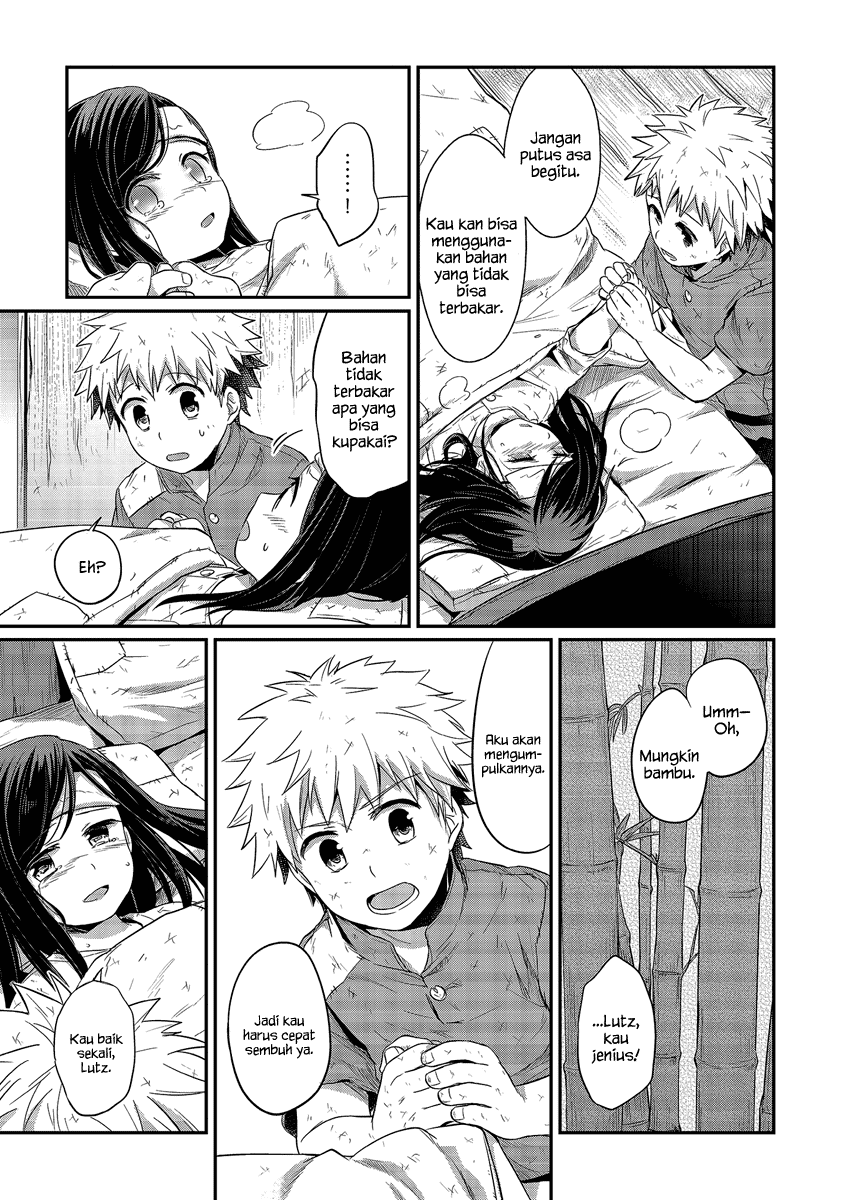 Jangan
putus asa
begitu.
Kau kan bisa
mengguna-
kan bahan
yang tidak
bisa
terbakar.
......!
Bahan
tidak
terbakar
apa yang
bisa
kupakai?
Eh?
Umm—
Oh,
Mungkin
bambu.
...Lutz,
kau
jenius!
Aku akan
mengum-
pulkannya.
Jadi kau
harus cepat
sembuh ya.
Kau baik
sekali,
Lutz.